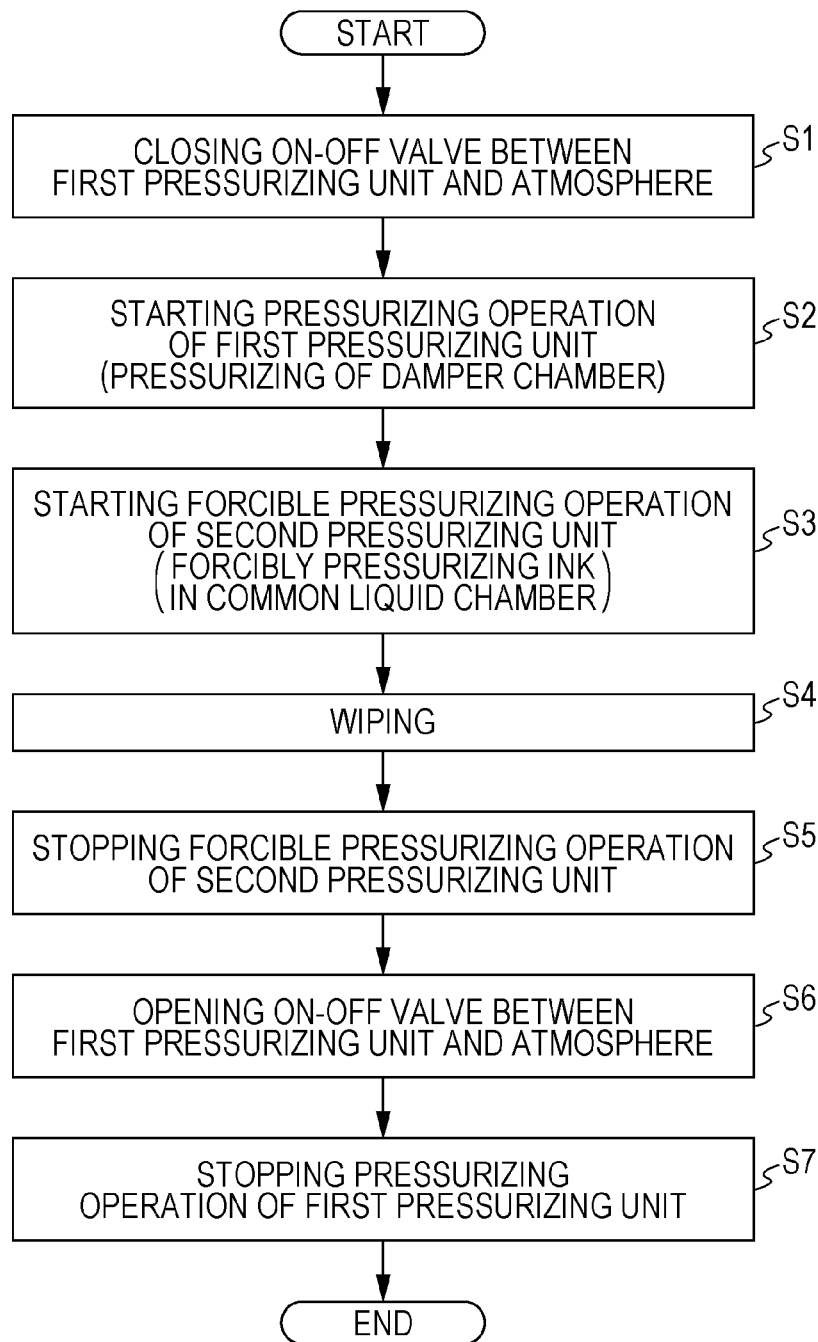 START
CLOSING ON-OFF VALVE BETWEEN
FIRST PRESSURIZING UNIT AND ATMOSPHERE
S1
STARTING PRESSURIZING OPERATION
OF FIRST PRESSURIZING UNIT
(PRESSURIZING OF DAMPER CHAMBER)
S2
STARTING FORCIBLE PRESSURIZING OPERATION
OF SECOND PRESSURIZING UNIT
(FORCIBLY PRESSURIZING INK
IN COMMON LIQUID CHAMBER)
S3
WIPING
S4
STOPPING FORCIBLE PRESSURIZING OPERATION
OF SECOND PRESSURIZING UNIT
S5
OPENING ON-OFF VALVE BETWEEN
FIRST PRESSURIZING UNIT AND ATMOSPHERE
S6
STOPPING PRESSURIZING
OPERATION OF FIRST PRESSURIZING UNIT
S7
END